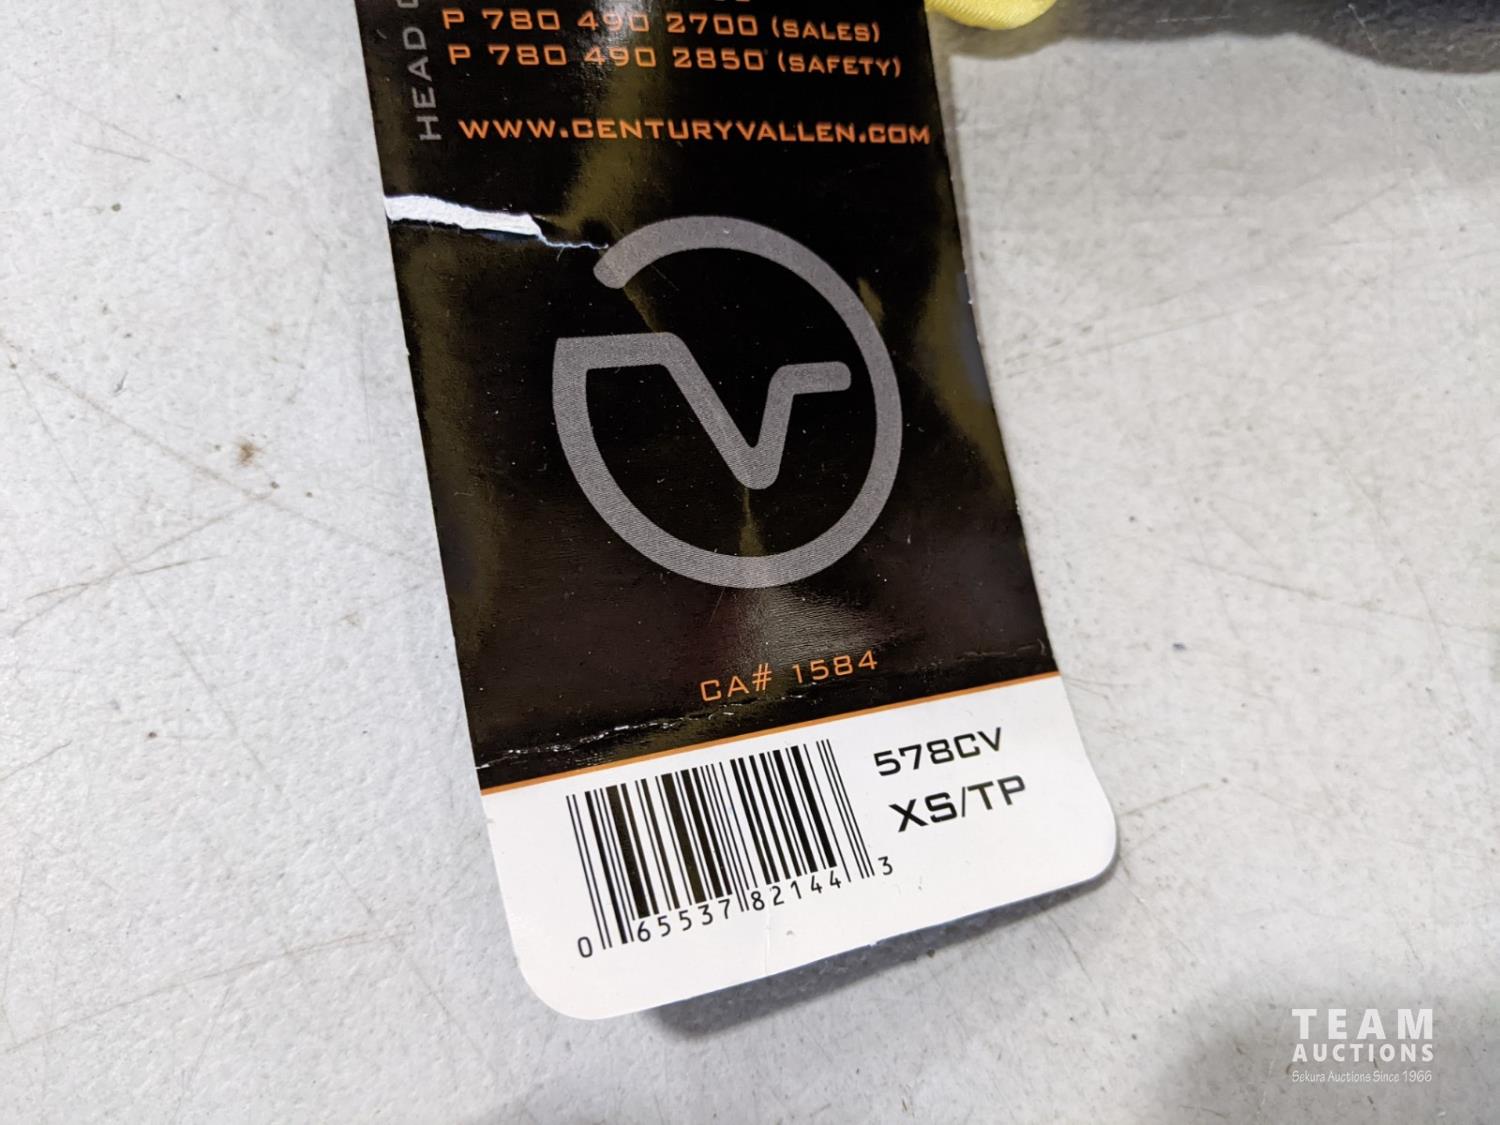 P 780 490 2700 (SALES)
P 780 490 2850 (SAFETY)
HEAD
WWW.CENTURYVALLEN.COM
CA# 1584
578CV
XS/TP
0 65537 82144 3
TEAM
AUCTIONS
Sekura Auctions Since 1966